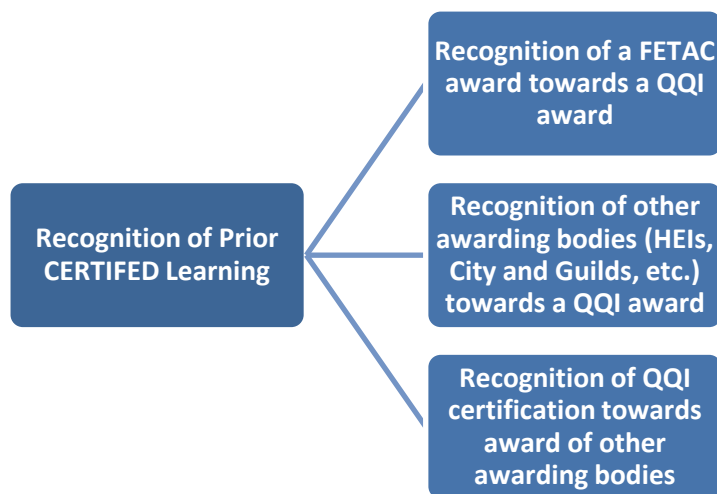 Recognition of a FETAC
award towards a QQI
award
Recognition of Prior
CERTIFED Learning
Recognition of other
awarding bodies (HEIs,
City and Guilds, etc.)
towards a QQI award
Recognition of QQI
certification towards
award of other
awarding bodies